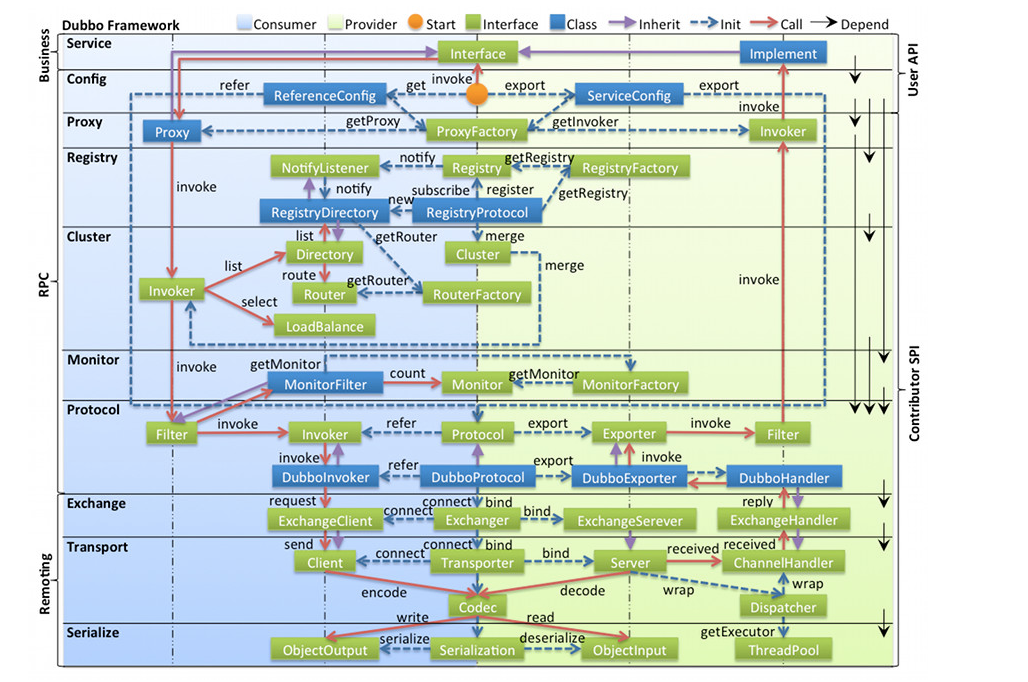 Dubbo Framework
Consumer
Provider
Start
Interface
Class
Inherit
Init
Call
Depend
Business
RPC
Remoting
User API
Contributor SPI
Service
Interface
Implement
Config
refer
ReferenceConfig
get
invoke
export
ServiceConfig
export
Proxy
Proxy
getProxy
ProxyFactory
getInvoker
invoke
Invoker
Registry
NotifyListener
notify
Registry
getRegistry
RegistryFactory
invoke
notify
subscribe
register
getRegistry
RegistryDirectory
new
RegistryProtocol
Cluster
list
getRouter
merge
Directory
Cluster
merge
list
route
getRouter
invoke
Invoker
Router
RouterFactory
select
LoadBalance
Monitor
invoke
getMonitor
MonitorFilter
count
Monitor
getMonitor
MonitorFactory
Protocol
Filter
invoke
Invoker
refer
Protocol
export
Exporter
invoke
Filter
invoke
refer
export
invoke
DubboInvoker
DubboProtocol
DubboExporter
DubboHandler
Exchange
request
connect
bind
reply
ExchangeClient
connect
Exchanger
bind
ExchangeSerever
ExchangeHandler
Transport
send
connect
bind
received
received
Client
connect
Transporter
bind
Server
ChannelHandler
encode
decode
wrap
wrap
Codec
Dispatcher
write
read
Serialize
serialize
deserialize
getExecutor
ObjectOutput
Serialization
ObjectInput
ThreadPool